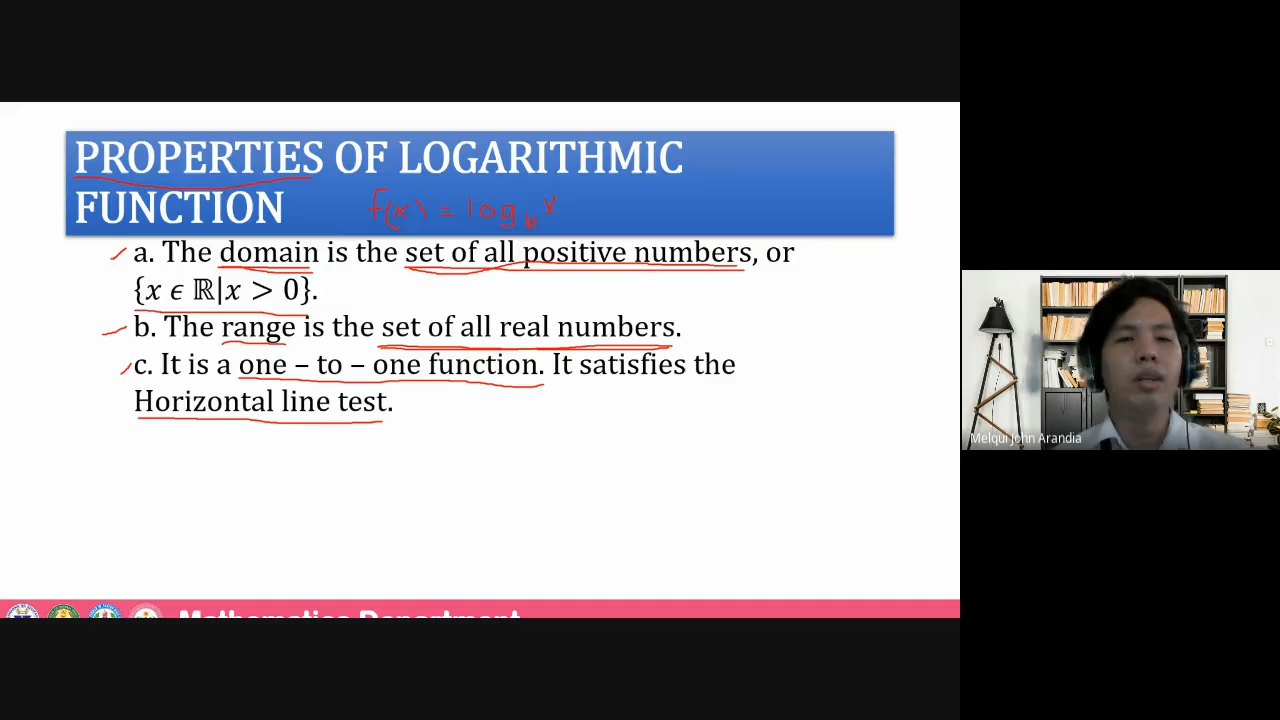 PROPERTIES OF LOGARITHMIC
FUNCTION
f(x) = log_b x
a. The domain is the set of all positive numbers, or
{x ϵ ℝ|x > 0}.
b. The range is the set of all real numbers.
c. It is a one – to – one function. It satisfies the
Horizontal line test.
Melqui John Arandia
Mathematics Department